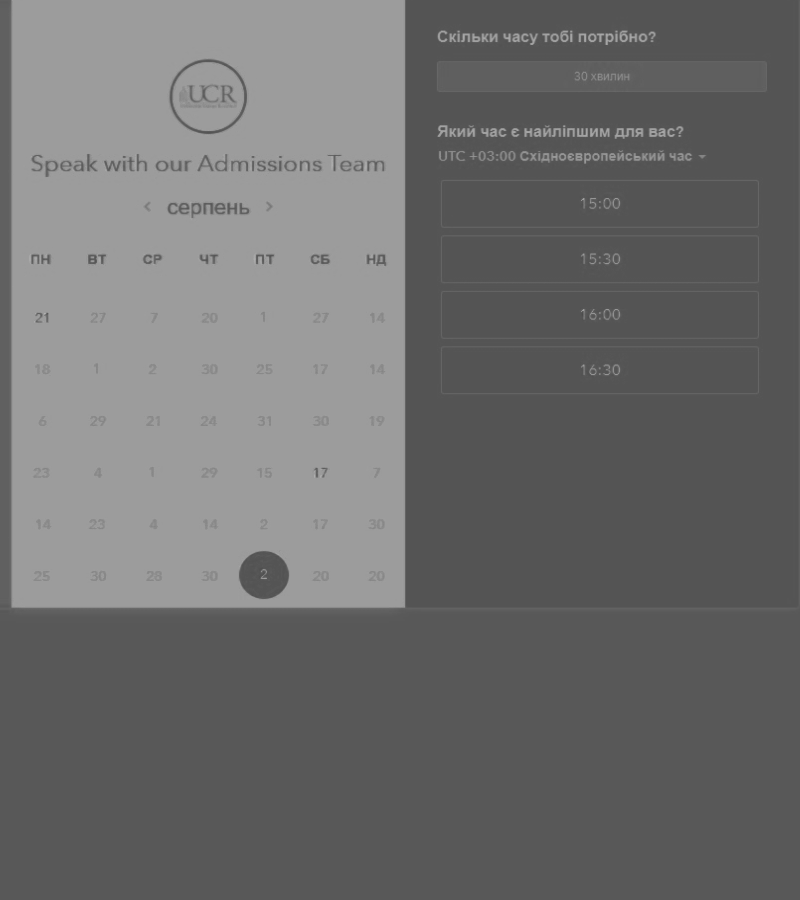 UCR
Speak with our Admissions Team
серпень
ПН ВТ СР ЧТ ПТ СБ НД
21 27 7 20 1 27 14
18 1 2 30 25 17 14
6 29 21 24 31 30 19
23 4 1 29 15 17 7
14 23 4 14 2 17 30
25 30 28 30 2 20 20
Скільки часу тобі потрібно?
30 хвилин
Який час є найліпшим для вас?
UTC +03:00 Східноєвропейський час
15:00
15:30
16:00
16:30